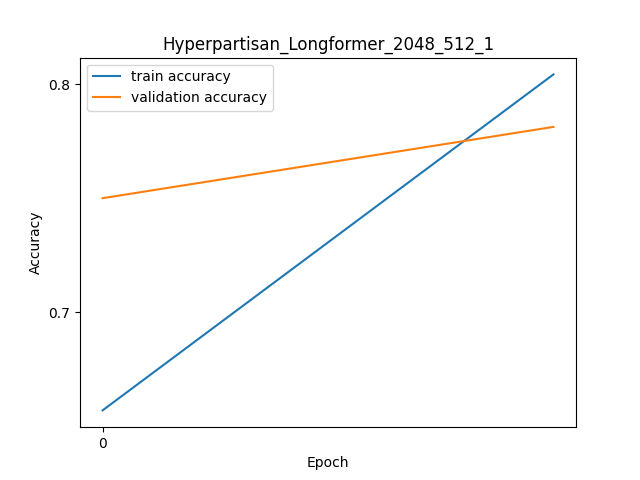 Hyperpartisan_Longformer_2048_512_1
train accuracy
validation accuracy
0.8
0.7
Accuracy
0
Epoch